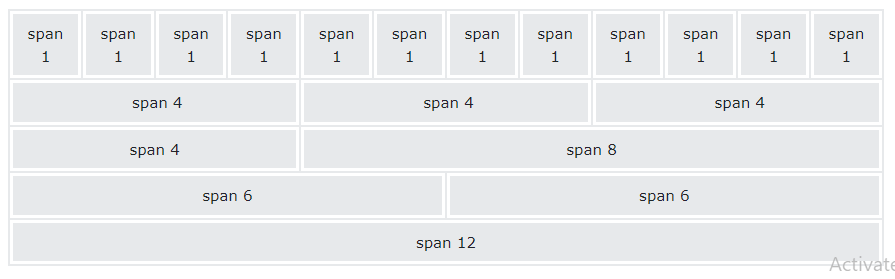 span span span span span span span span span span span span
1 1 1 1 1 1 1 1 1 1 1 1
span 4 span 4 span 4
span 4 span 8
span 6 span 6
span 12
Activate